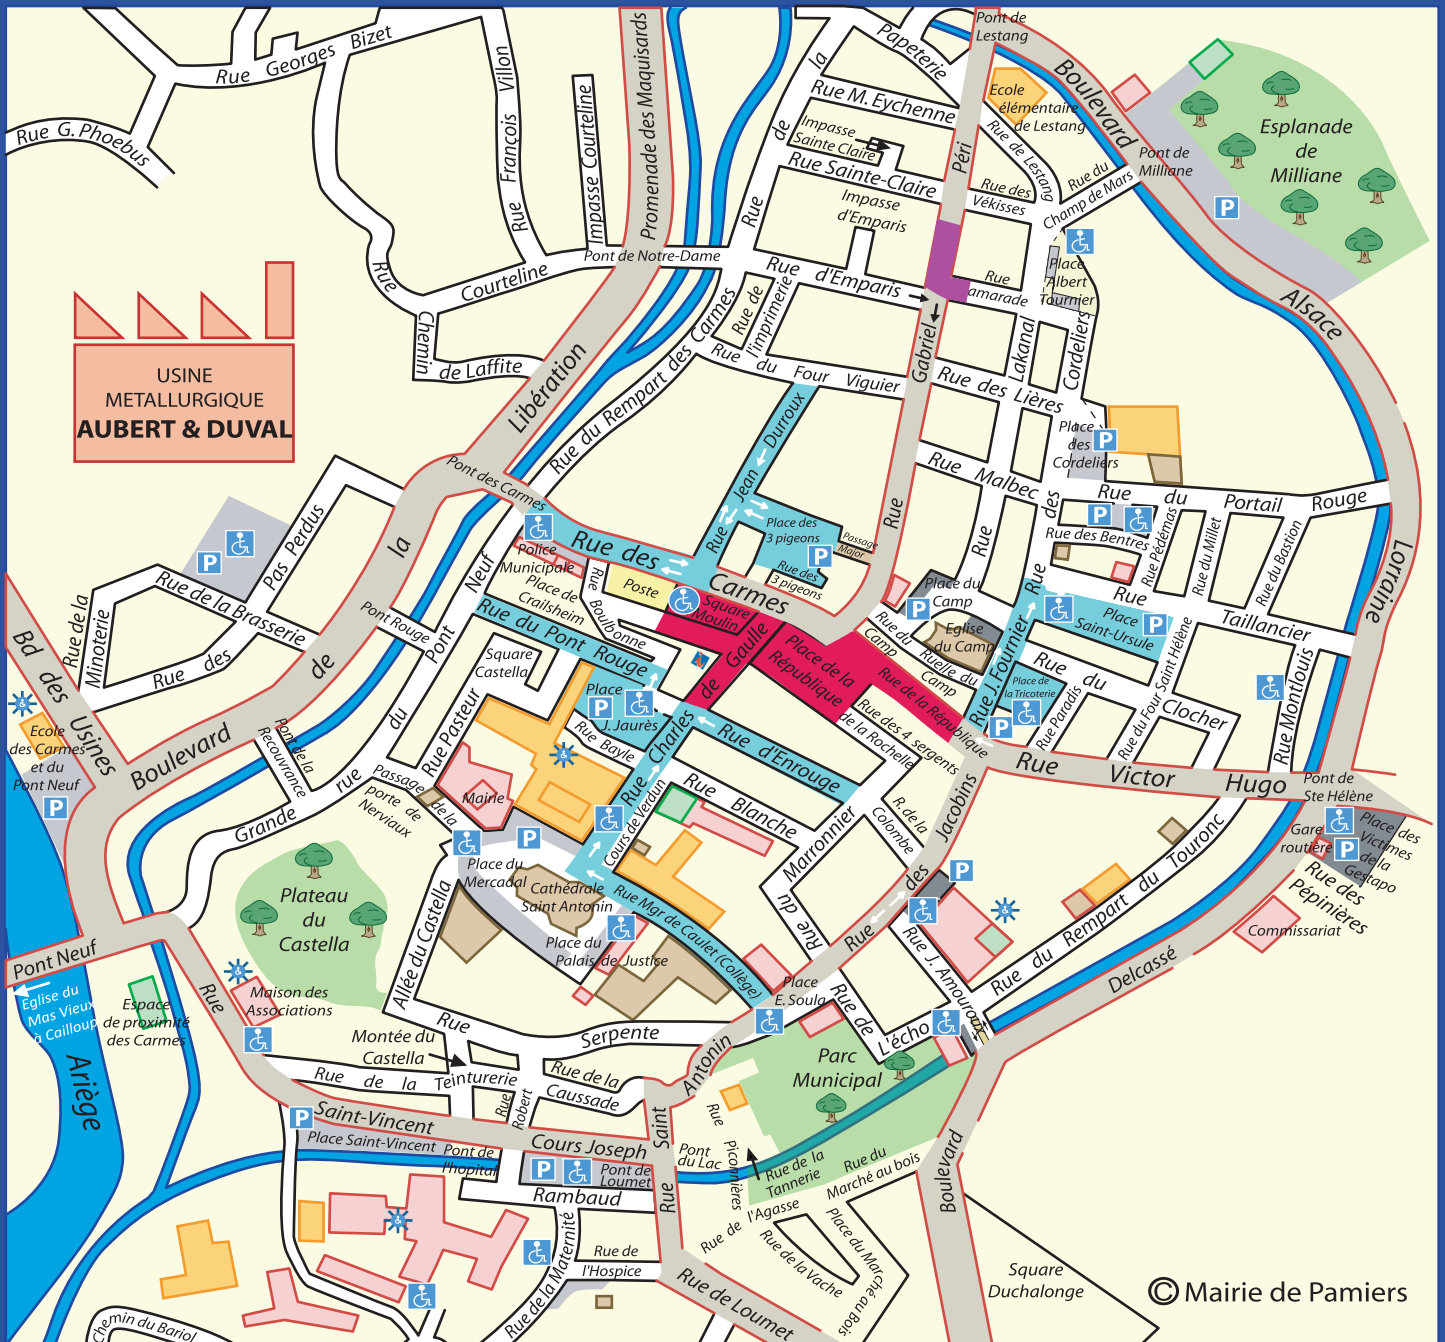 Rue Georges Bizet
Rue G. Phoebus
Rue François Villon
Impasse Courteline
Promenade des Maquisards
Rue
Courteline
Pont de Notre-Dame
Chemin
de Laffite
Libération
USINE
METALLURGIQUE
AUBERT & DUVAL
Rue de la
Papeterie
Pont de
Lestang
Boulevard
Ecole
élémentaire
de Lestang
Rue M. Eychenne
Impasse
Sainte Claire
Rue Sainte-Claire
Péri
Rue de Lestang
Rue des
Vékisses
Rue du
Champ de Mars
Pont de
Milliane
Esplanade
de
Milliane
P
Impasse
d'Emparis
Rue d'Emparis
Rue
amarade
Place
Albert
Tournier
Alsace
Rue de
l'imprimerie
Rue du Rempart des Carmes
Rue du Four Viguier
Gabriel
Lakanal
Cordeliers
Rue des Lières
Place
des
Cordeliers
P
Pont des Carmes
Rue Jean Durroux
Rue Malbec
Rue du Portail Rouge
P
Rue des Bentres
Rue Pédémas
Rue du Millet
Rue du Bastion
Lorraine
Rue des
Carmes
Place des
3 pigeons
P
Rue des
3 pigeons
Passage
Major
Rue
Rue
Rue des
Police
Municipale
Place de
Crailsheim
Rue Boulbonne
Poste
Square
Moulin
Place du
Camp
P
Rue du
Camp
Eglise
du Camp
Ruelle du
Camp
Rue J. Fournier
Place
Saint-Ursule
P
Rue
Taillancier
Rue du
Clocher
Place de
la Tricoterie
P
Rue Paradis
Rue du Four Saint Hélène
Rue Montlouis
P
Pas Perdus
Rue de la Brasserie
Rue de la
Minoterie
Rue des
Pont Rouge
Rue du Pont Neuf
Rue du Pont Rouge
Square
Castella
Place
J. Jaurès
P
Rue Bayle
Rue Charles de Gaulle
Place de la
République
Rue de la République
Rue des 4 sergents
de la Rochelle
Rue d'Enrouge
Rue Blanche
Cours de Verdun
Rue Pasteur
Mairie
Passage de la
porte de
Nerviaux
Bd des Usines
Ecole
des Carmes
et du
Pont Neuf
P
Boulevard de la
Pont de la
Recouvrance
Grande rue
Rue Victor Hugo
Pont de
Ste Hélène
Gare
routière
P
Place des
Victimes
de la
Gestapo
Rue des
Pépinières
Commissariat
R. de la
Colombe
Rue des Jacobins
P
Rue du Marronnier
Rue J. Amouroux
Rue du Rempart du Touronc
Delcassé
Plateau
du
Castella
Place du
Mercadal
P
Cathédrale
Saint Antonin
Place du
Palais de Justice
Rue Mgr de Caulet (Collège)
Allée du Castella
Pont Neuf
Eglise du
Mas Vieux
à Cailloup
Ariège
Espace
de proximité
des Carmes
Rue
Maison des
Associations
Montée du
Castella
Rue Serpente
Place
E. Soula
Rue de
L'écho
Parc
Municipal
Rue de la Teinturerie
Rue de la
Caussade
Rue
Robert
Rue Saint Antonin
P
Saint-Vincent
Place Saint-Vincent
Pont de
l'hopital
Cours Joseph
Rambaud
P
Pont de
Loumet
Pont
du Lac
Rue
Piconnières
Rue de la
Tannerie
Rue du
Marché au bois
Rue de l'Agasse
Rue de la Vache
Place du Marché au Bois
Boulevard
Square
Duchalonge
Rue de la Maternité
Rue de
l'Hospice
Rue de Loumet
Chemin du Bariol
© Mairie de Pamiers